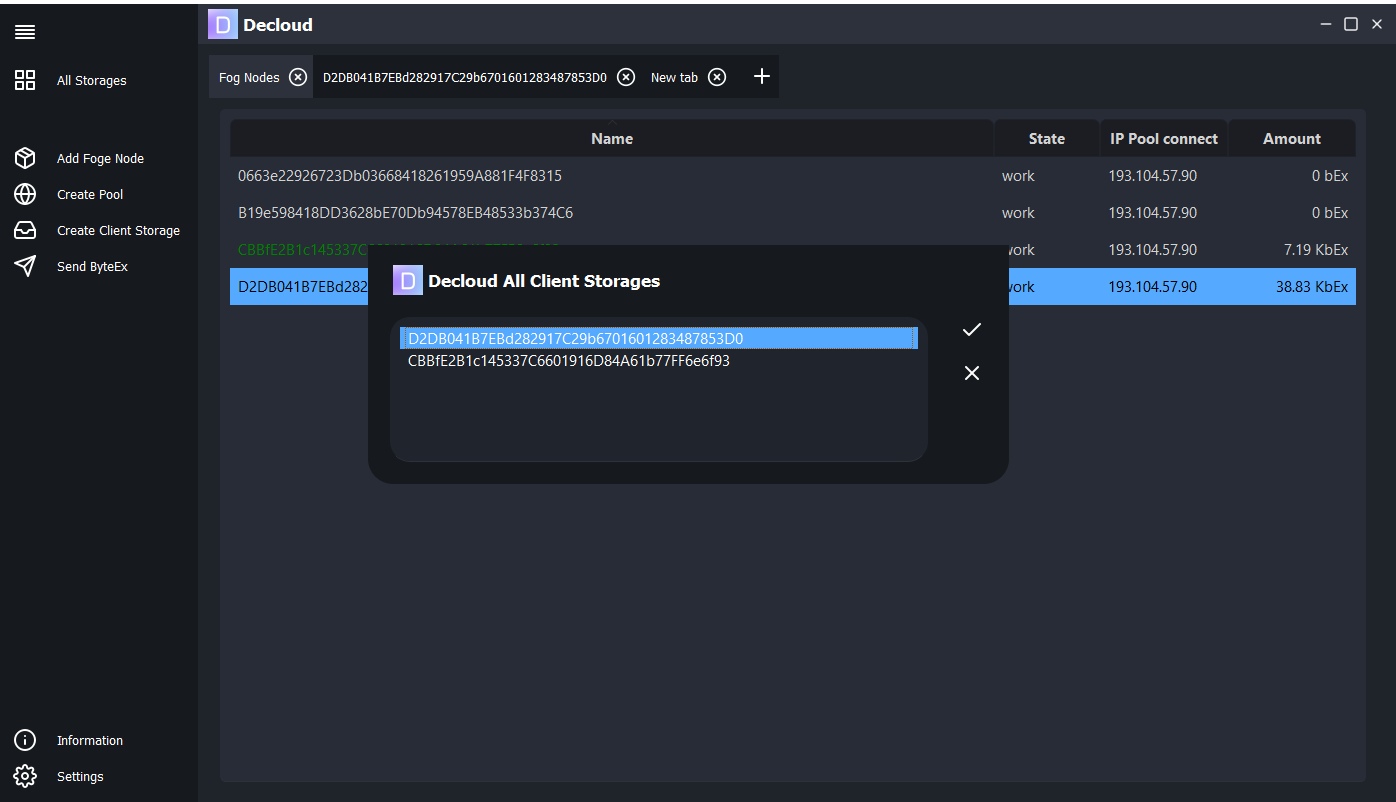 D Decloud
All Storages
Add Foge Node
Create Pool
Create Client Storage
Send ByteEx
Information
Settings
Fog Nodes D2DB041B7EBd282917C29b6701601283487853D0 New tab
Name State IP Pool connect Amount
0663e22926723Db03668418261959A881F4F8315 work 193.104.57.90 0 bEx
B19e598418DD3628bE70Db94578EB48533b374C6 work 193.104.57.90 0 bEx
CBBfE2B1c145337C work 193.104.57.90 7.19 KbEx
D2DB041B7EBd282 work 193.104.57.90 38.83 KbEx
D Decloud All Client Storages
D2DB041B7EBd282917C29b6701601283487853D0
CBBfE2B1c145337C6601916D84A61b77FF6e6f93